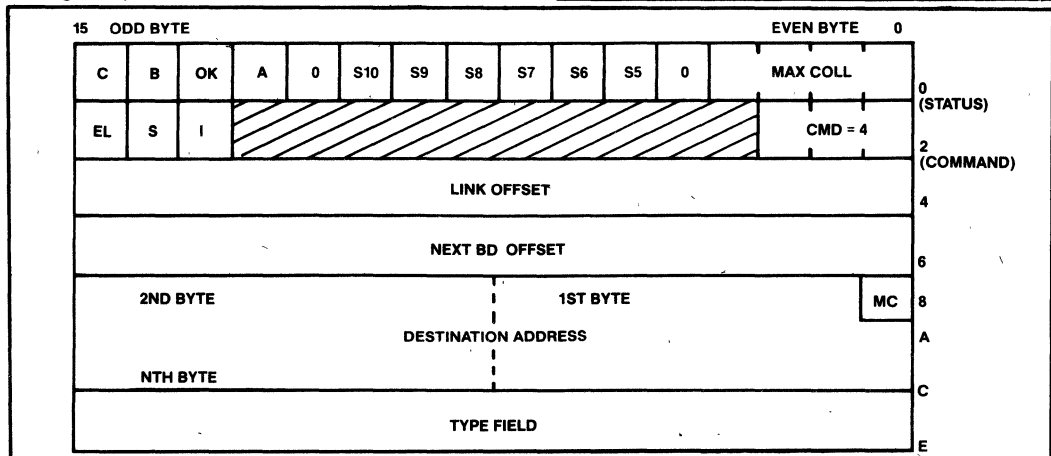 15 ODD BYTE EVEN BYTE 0
C B OK A 0 S10 S9 S8 S7 S6 S5 0 MAX COLL
0
(STATUS)
EL S I CMD = 4
2
(COMMAND)
LINK OFFSET
4
NEXT BD OFFSET
6
2ND BYTE 1ST BYTE MC 8
DESTINATION ADDRESS A
NTH BYTE
C
TYPE FIELD
E